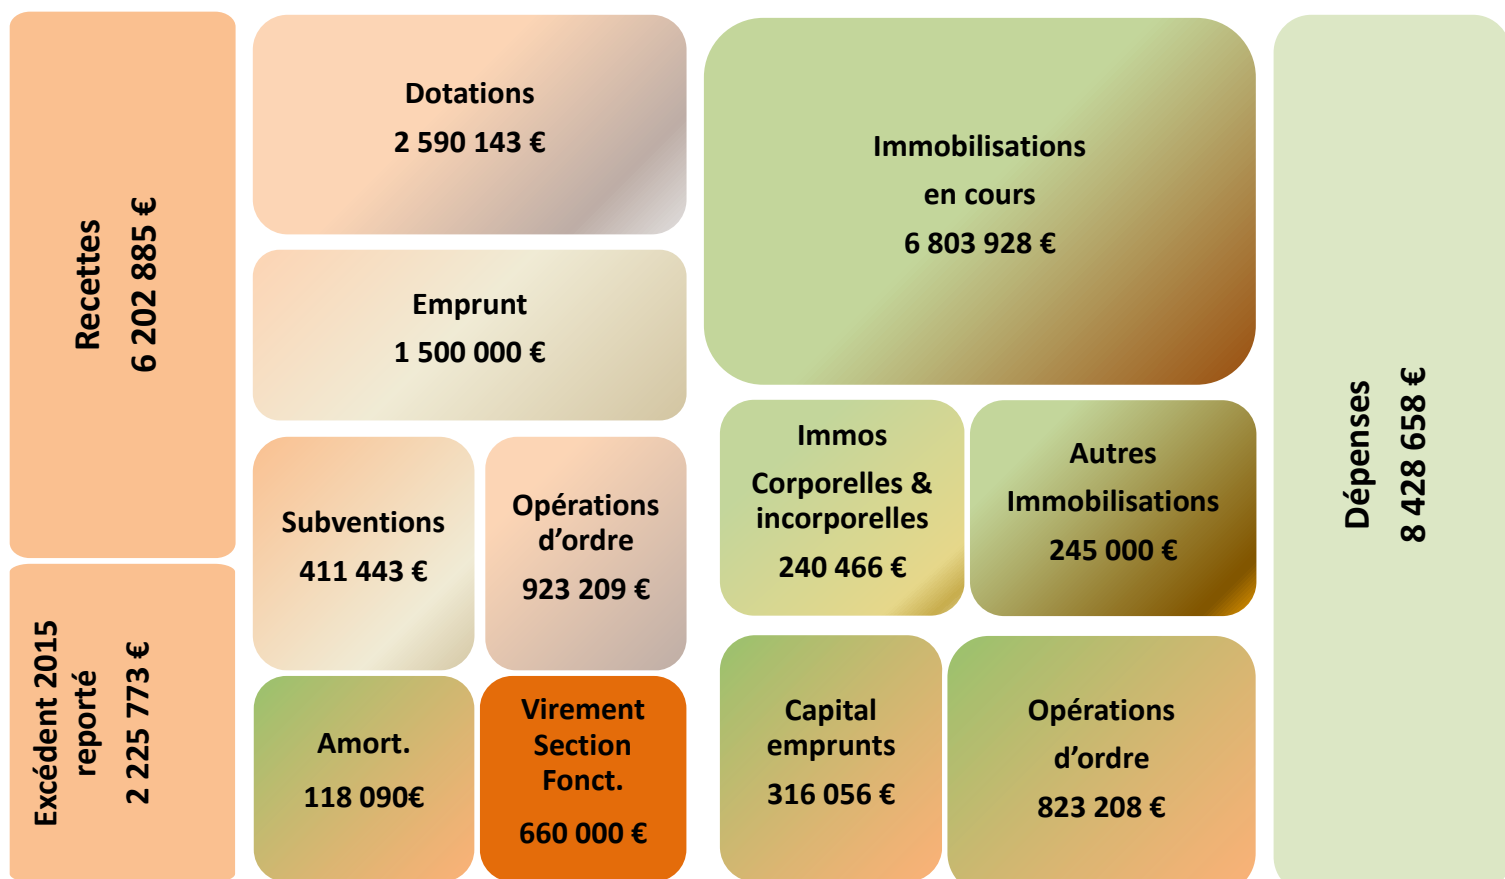 Recettes
6 202 885 €
Excédent 2015
reporté
2 225 773 €
Dotations
2 590 143 €
Emprunt
1 500 000 €
Subventions
411 443 €
Opérations
d’ordre
923 209 €
Amort.
118 090€
Virement
Section
Fonct.
660 000 €
Immobilisations
en cours
6 803 928 €
Immos
Corporelles &
incorporelles
240 466 €
Autres
Immobilisations
245 000 €
Capital
emprunts
316 056 €
Opérations
d’ordre
823 208 €
Dépenses
8 428 658 €